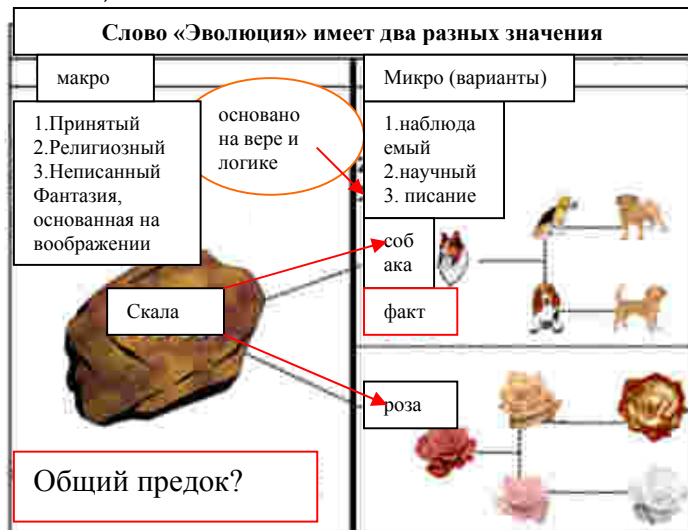 Слово «Эволюция» имеет два разных значения
макро
1.Принятый
2.Религиозный
3.Неписанный
Фантазия,
основанная на
воображении
основано
на вере и
логике
Микро (варианты)
1.наблюда
емый
2.научный
3. писание
соб
ака
Скала
факт
роза
Общий предок?